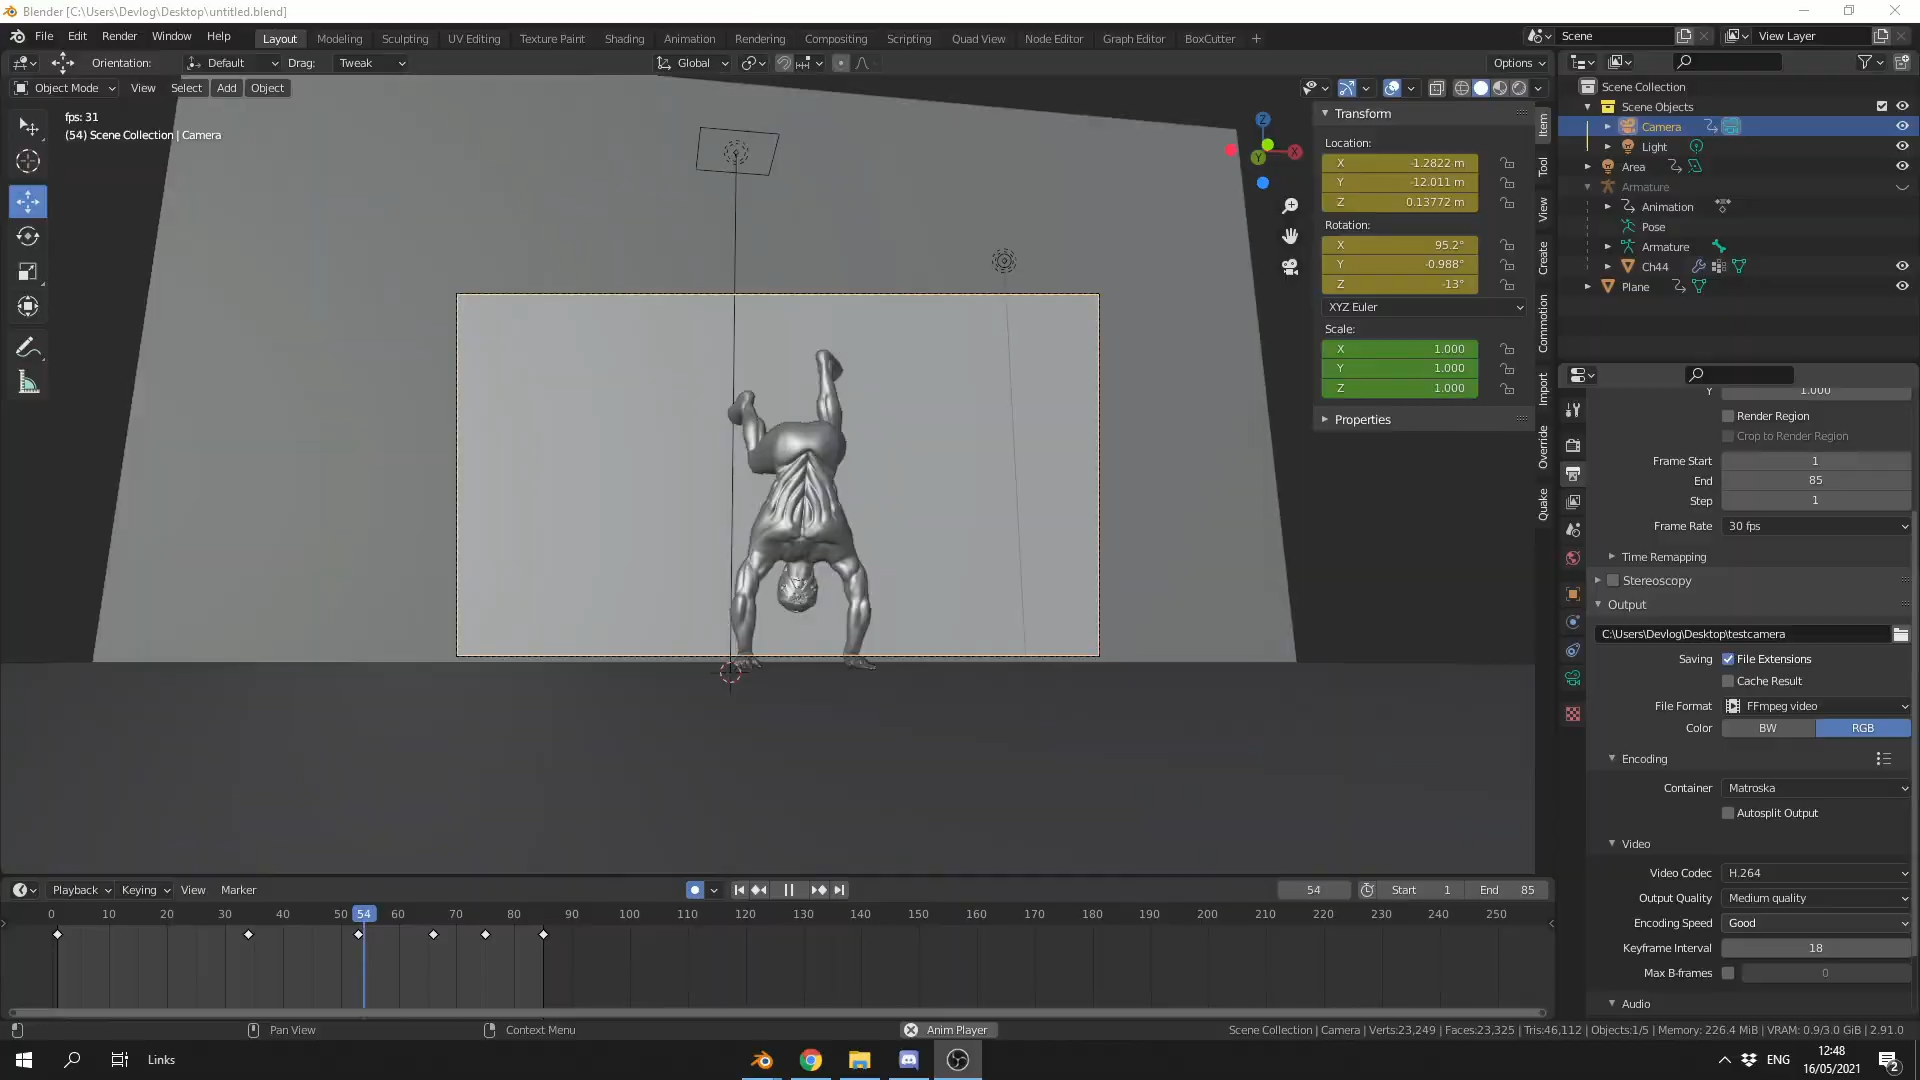 Blender [C:\Users\Devlog\Desktop\untitled.blend]
File Edit Render Window Help
Layout Modeling Sculpting UV Editing Texture Paint Shading Animation Rendering Compositing Scripting Quad View Node Editor Graph Editor BoxCutter +
Scene
View Layer
Orientation: Default Drag: Tweak
Global
Options
Object Mode View Select Add Object
fps: 31
(54) Scene Collection | Camera
Z
X
Y
Transform
Location:
X -1.2822 m
Y -12.011 m
Z 0.13772 m
Rotation:
X 95.2°
Y -0.988°
Z -13°
XYZ Euler
Scale:
X 1.000
Y 1.000
Z 1.000
Properties
Item
Tool
View
Create
Commotion
Import
Override
Quake
Scene Collection
Scene Objects
Camera
Light
Area
Armature
Animation
Pose
Armature
Ch44
Plane
Y 1.000
Render Region
Crop to Render Region
Frame Start 1
End 85
Step 1
Frame Rate 30 fps
Time Remapping
Stereoscopy
Output
C:\Users\Devlog\Desktop\testcamera
Saving File Extensions
Cache Result
File Format FFmpeg video
Color BW RGB
Encoding
Container Matroska
Autosplit Output
Video
Video Codec H.264
Output Quality Medium quality
Encoding Speed Good
Keyframe Interval 18
Max B-frames 0
Audio
Playback Keying View Marker
54 Start 1 End 85
0 10 20 30 40 50 54 60 70 80 90 100 110 120 130 140 150 160 170 180 190 200 210 220 230 240 250
Pan View
Context Menu
Anim Player
Scene Collection | Camera | Verts:23,249 | Faces:23,325 | Tris:46,112 | Objects:1/5 | Memory: 226.4 MiB | VRAM: 0.9/3.0 GiB | 2.91.0
Links
ENG
12:48
16/05/2021
2